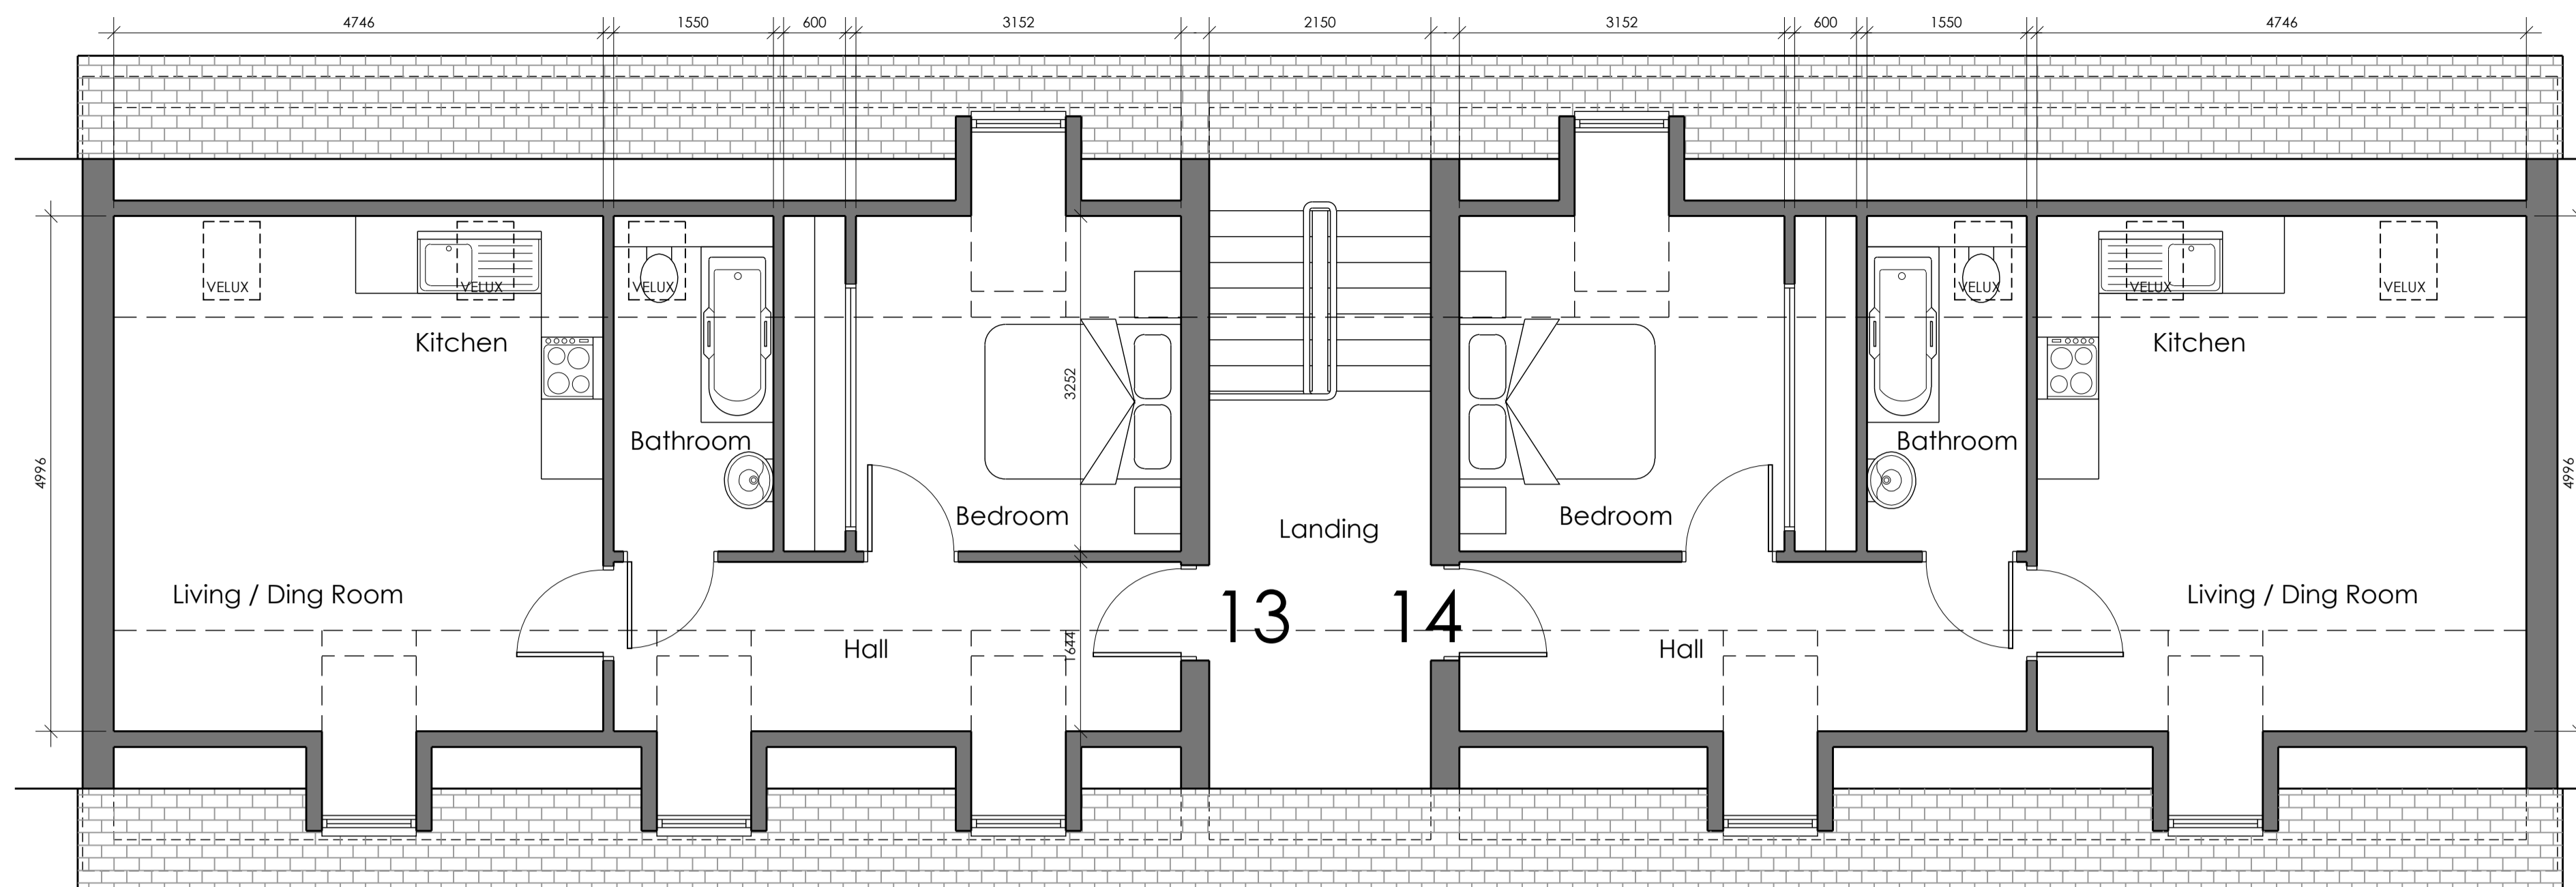 4746 1550 600 3152 2150 3152 600 1550 4746
VELUX VELUX VELUX VELUX VELUX VELUX
Kitchen Kitchen
3252
Bathroom Bathroom
4996 4996
Bedroom Landing Bedroom
Living / Ding Room Living / Ding Room
13 14
Hall 1644 Hall